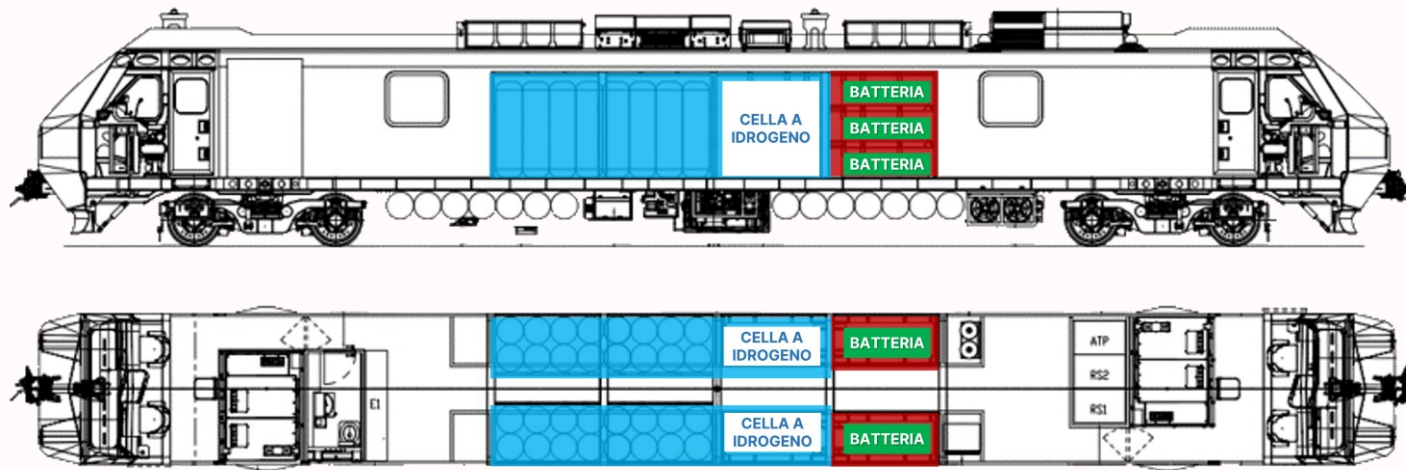 CELLA A
IDROGENO
BATTERIA
BATTERIA
BATTERIA
CELLA A
IDROGENO
BATTERIA
ATP
RS2
RS1
E1
CELLA A
IDROGENO
BATTERIA